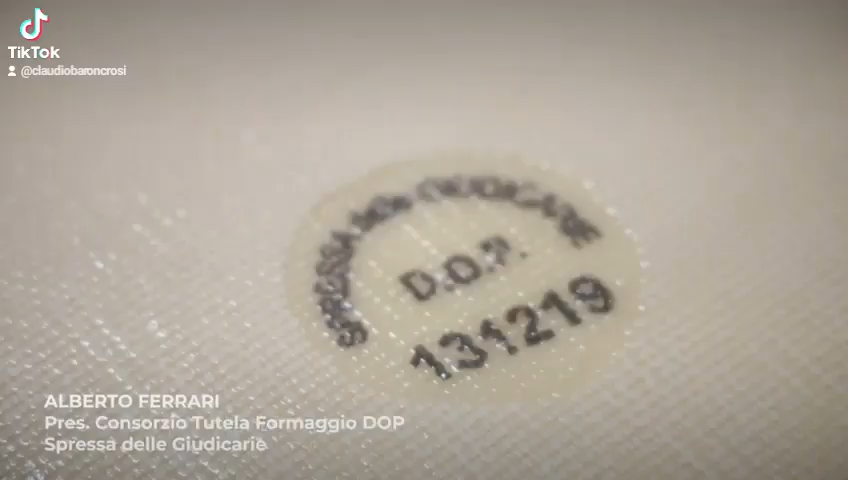 TikTok
@claudiobaroncrosi
SPRESSA DELLE GIUDICARIE
D.O.P.
131219
ALBERTO FERRARI
Pres. Consorzio Tutela Formaggio DOP
Spressa delle Giudicarie